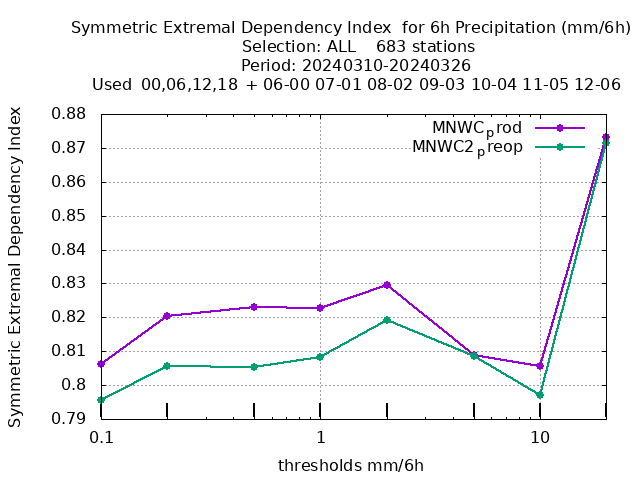 Symmetric Extremal Dependency Index  for 6h Precipitation (mm/6h)
Selection: ALL    683 stations
Period: 20240310-20240326
Used  00,06,12,18  + 06-00 07-01 08-02 09-03 10-04 11-05 12-06
MNWCprod
MNWC2preop
Symmetric Extremal Dependency Index
0.88
0.87
0.86
0.85
0.84
0.83
0.82
0.81
0.8
0.79
0.1 1 10
thresholds mm/6h